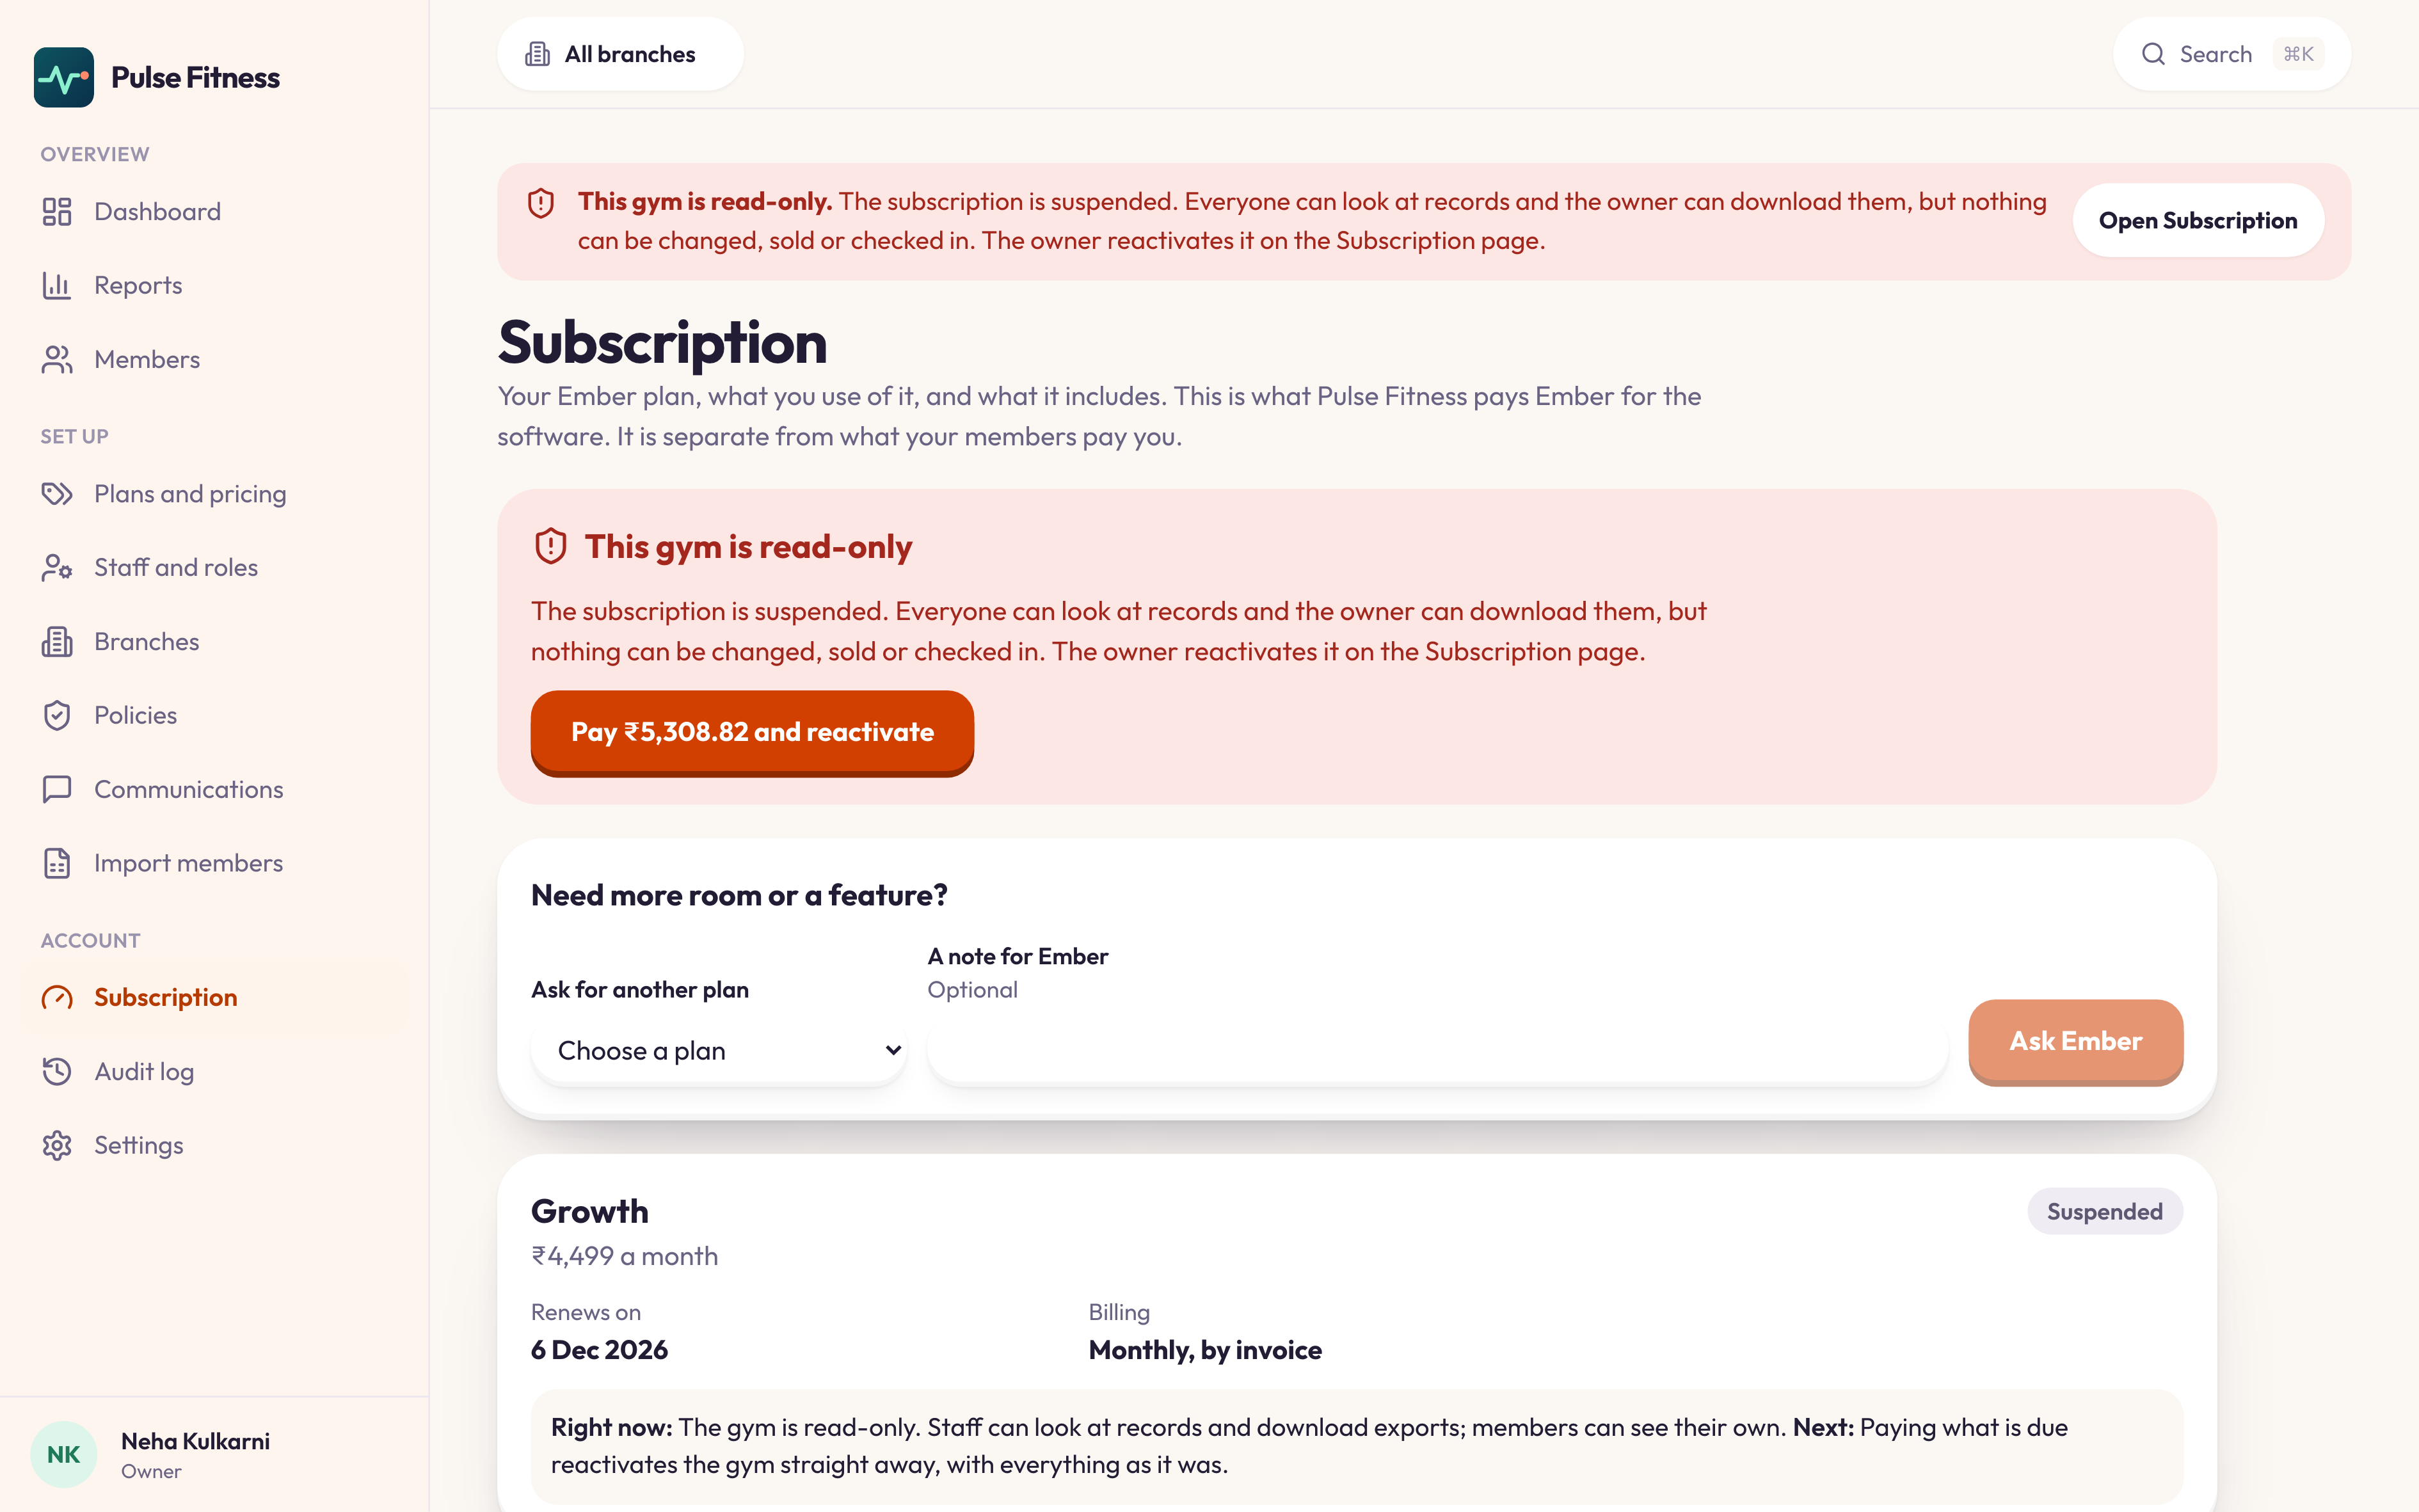 Pulse Fitness
OVERVIEW
Dashboard
Reports
Members
SET UP
Plans and pricing
Staff and roles
Branches
Policies
Communications
Import members
ACCOUNT
Subscription
Audit log
Settings
NK
Neha Kulkarni
Owner
All branches
Search ⌘K
This gym is read-only. The subscription is suspended. Everyone can look at records and the owner can download them, but nothing
can be changed, sold or checked in. The owner reactivates it on the Subscription page.
Open Subscription
Subscription
Your Ember plan, what you use of it, and what it includes. This is what Pulse Fitness pays Ember for the
software. It is separate from what your members pay you.
This gym is read-only
The subscription is suspended. Everyone can look at records and the owner can download them, but
nothing can be changed, sold or checked in. The owner reactivates it on the Subscription page.
Pay ₹5,308.82 and reactivate
Need more room or a feature?
Ask for another plan
Choose a plan
A note for Ember
Optional
Ask Ember
Growth
Suspended
₹4,499 a month
Renews on
6 Dec 2026
Billing
Monthly, by invoice
Right now: The gym is read-only. Staff can look at records and download exports; members can see their own. Next: Paying what is due
reactivates the gym straight away, with everything as it was.